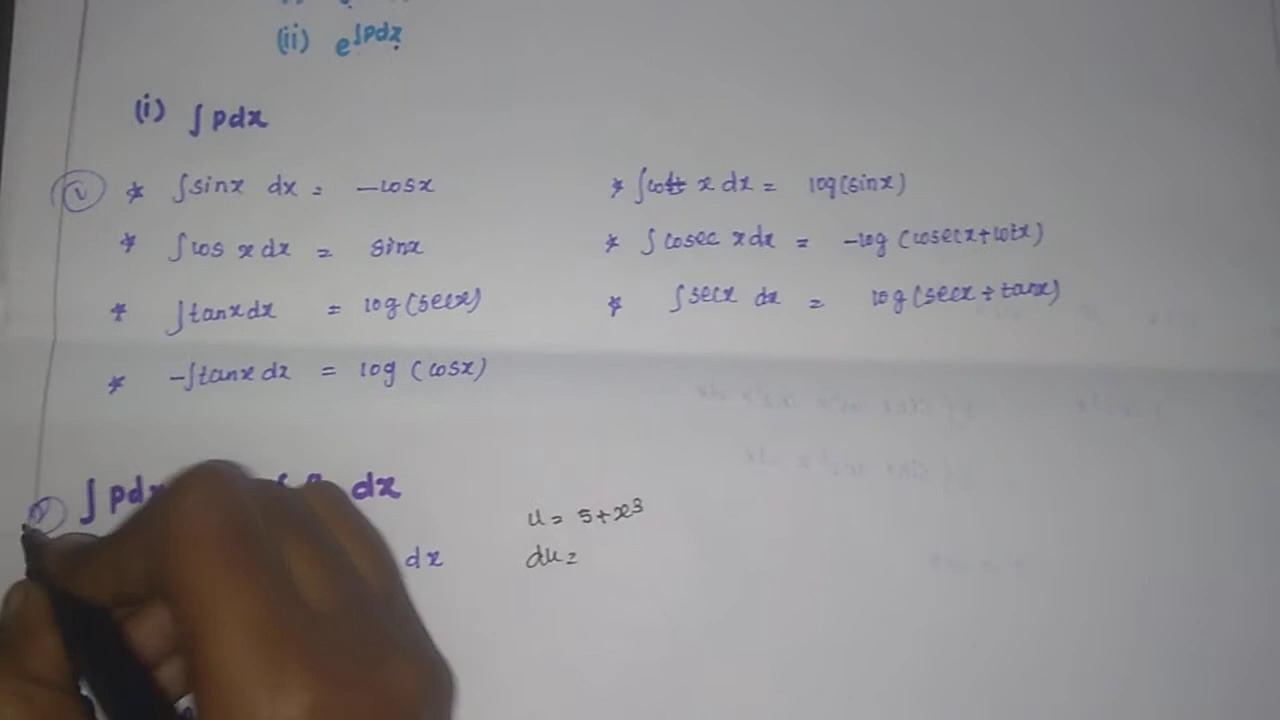 (ii) e^∫Pdx
(i) ∫Pdx
* ∫sinx dx = -cosx
* ∫cos x dx = sinx
* ∫tanx dx = log(secx)
* -∫tanx dx = log (cosx)
* ∫cot x dx = log(sinx)
* ∫cosec x dx = -log (cosecx+cotx)
* ∫secx dx = log(secx + tanx)
∫Pdx dx
dx
u = 5+x³
du =